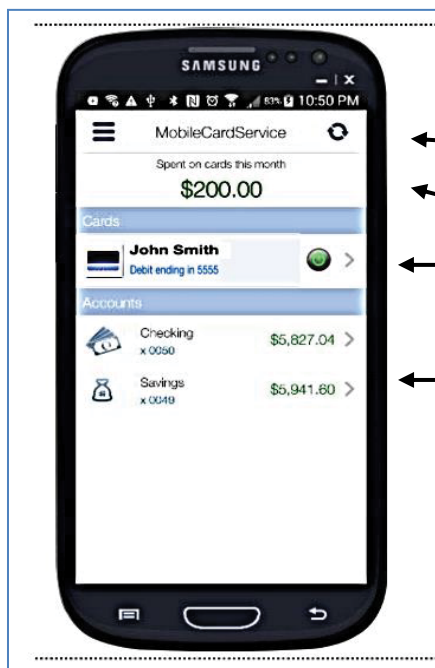 SAMSUNG
83% 10:50 PM
MobileCardService
Spent on cards this month
$200.00
Cards
John Smith
Debit ending in 5555
Accounts
Checking
x 0050
$5,827.04
Savings
x 0049
$5,941.60